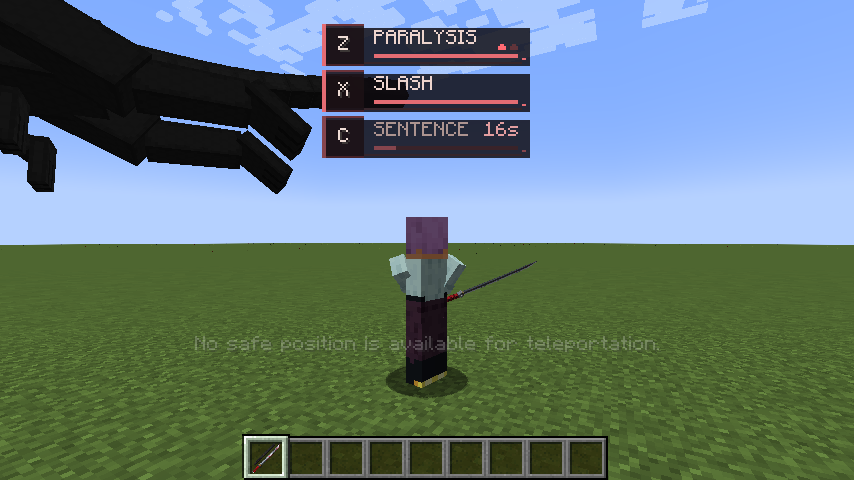 Z PARALYSIS
X SLASH
C SENTENCE 16s
No safe position is available for teleportation.